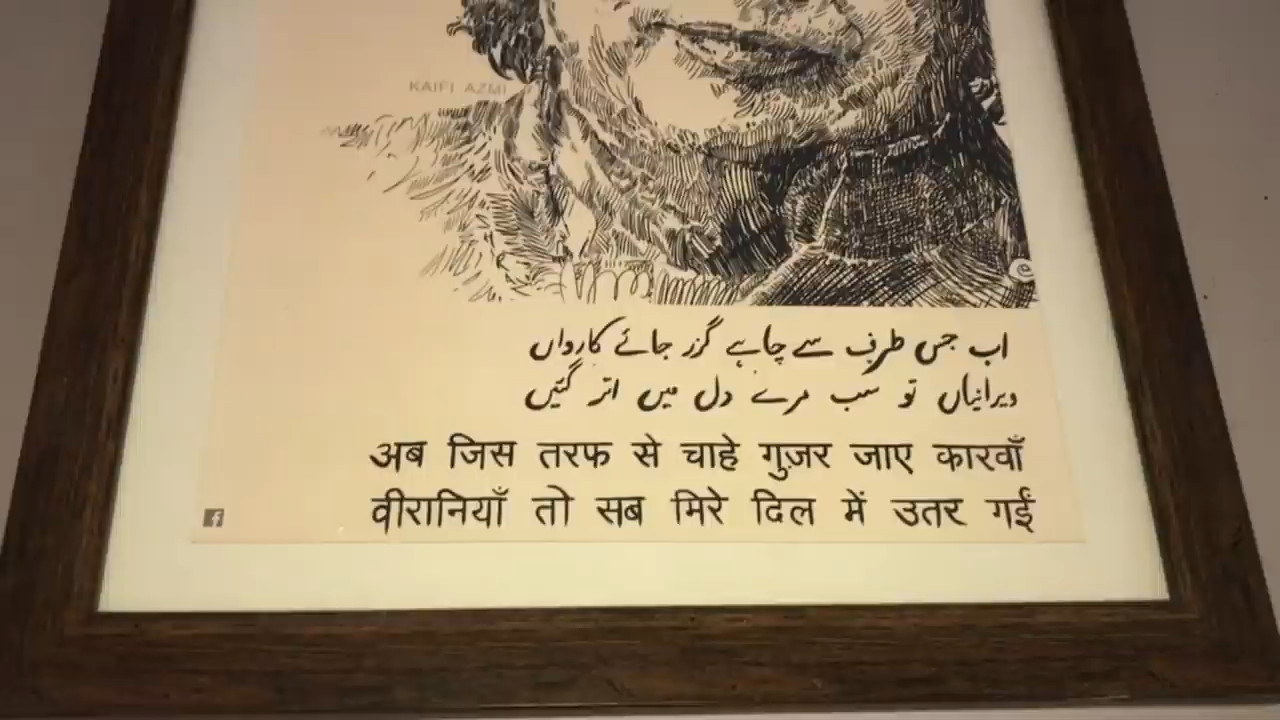 KAIFI AZMI
اب جس طرف سے چاہے گزر جائے کارواں
ویرانیاں تو سب مرے دل میں اتر گئیں
अब जिस तरफ से चाहे गुज़र जाए कारवाँ
वीरानियाँ तो सब मिरे दिल में उतर गईं
f